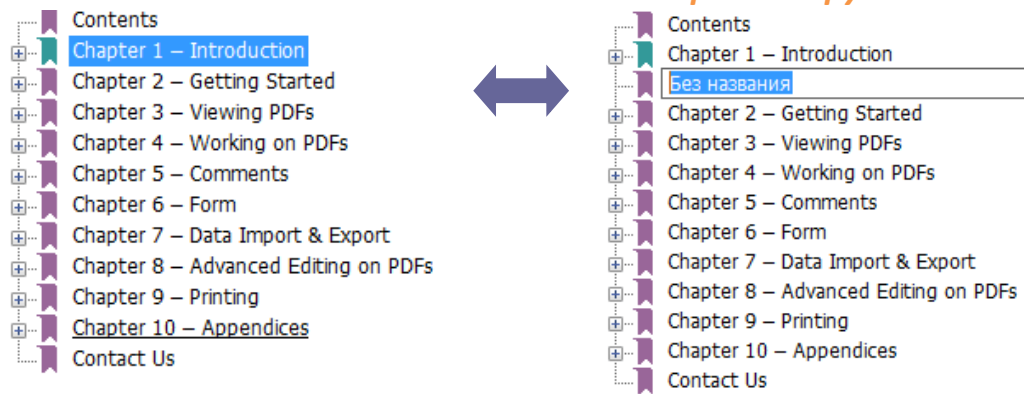 Contents
Chapter 1 – Introduction
Chapter 2 – Getting Started
Chapter 3 – Viewing PDFs
Chapter 4 – Working on PDFs
Chapter 5 – Comments
Chapter 6 – Form
Chapter 7 – Data Import & Export
Chapter 8 – Advanced Editing on PDFs
Chapter 9 – Printing
Chapter 10 – Appendices
Contact Us
Contents
Chapter 1 – Introduction
Без названия
Chapter 2 – Getting Started
Chapter 3 – Viewing PDFs
Chapter 4 – Working on PDFs
Chapter 5 – Comments
Chapter 6 – Form
Chapter 7 – Data Import & Export
Chapter 8 – Advanced Editing on PDFs
Chapter 9 – Printing
Chapter 10 – Appendices
Contact Us